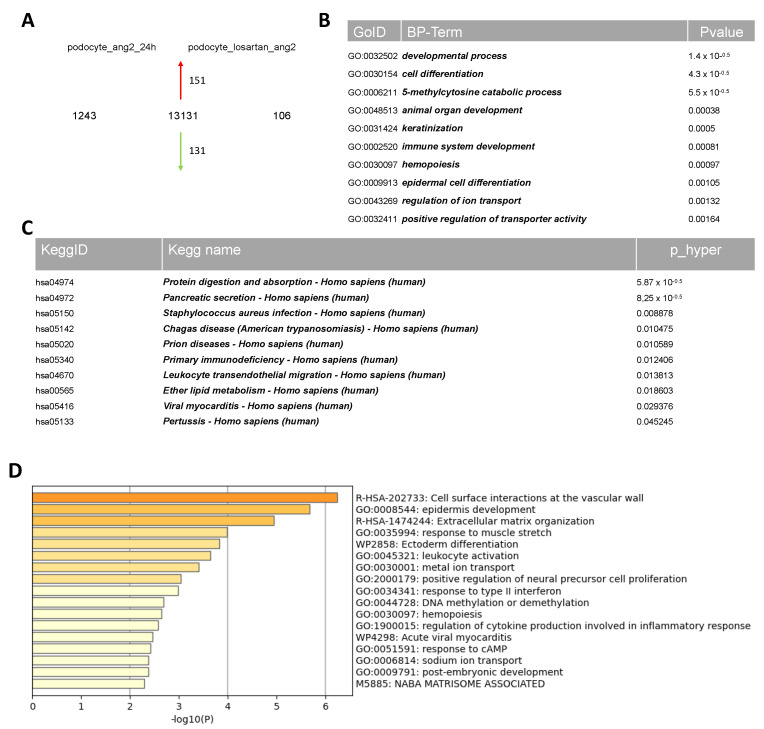 A
podocyte_ang2_24h podocyte_losartan_ang2
151
1243 13131 106
131
B
GoID BP-Term Pvalue
GO:0032502 developmental process 1.4 x 10-0.5
GO:0030154 cell differentiation 4.3 x 10-0.5
GO:0006211 5-methylcytosine catabolic process 5.5 x 10-0.5
GO:0048513 animal organ development 0.00038
GO:0031424 keratinization 0.0005
GO:0002520 immune system development 0.00081
GO:0030097 hemopoiesis 0.00097
GO:0009913 epidermal cell differentiation 0.00105
GO:0043269 regulation of ion transport 0.00132
GO:0032411 positive regulation of transporter activity 0.00164
C
KeggID Kegg name p_hyper
hsa04974 Protein digestion and absorption - Homo sapiens (human) 5.87 x 10-0.5
hsa04972 Pancreatic secretion - Homo sapiens (human) 8,25 x 10-0.5
hsa05150 Staphylococcus aureus infection - Homo sapiens (human) 0.008878
hsa05142 Chagas disease (American trypanosomiasis) - Homo sapiens (human) 0.010475
hsa05020 Prion diseases - Homo sapiens (human) 0.010589
hsa05340 Primary immunodeficiency - Homo sapiens (human) 0.012406
hsa04670 Leukocyte transendothelial migration - Homo sapiens (human) 0.013813
hsa00565 Ether lipid metabolism - Homo sapiens (human) 0.018603
hsa05416 Viral myocarditis - Homo sapiens (human) 0.029376
hsa05133 Pertussis - Homo sapiens (human) 0.045245
D
R-HSA-202733: Cell surface interactions at the vascular wall
GO:0008544: epidermis development
R-HSA-1474244: Extracellular matrix organization
GO:0035994: response to muscle stretch
WP2858: Ectoderm differentiation
GO:0045321: leukocyte activation
GO:0030001: metal ion transport
GO:2000179: positive regulation of neural precursor cell proliferation
GO:0034341: response to type II interferon
GO:0044728: DNA methylation or demethylation
GO:0030097: hemopoiesis
GO:1900015: regulation of cytokine production involved in inflammatory response
WP4298: Acute viral myocarditis
GO:0051591: response to cAMP
GO:0006814: sodium ion transport
GO:0009791: post-embryonic development
M5885: NABA MATRISOME ASSOCIATED
0 1 2 3 4 5 6
-log10(P)